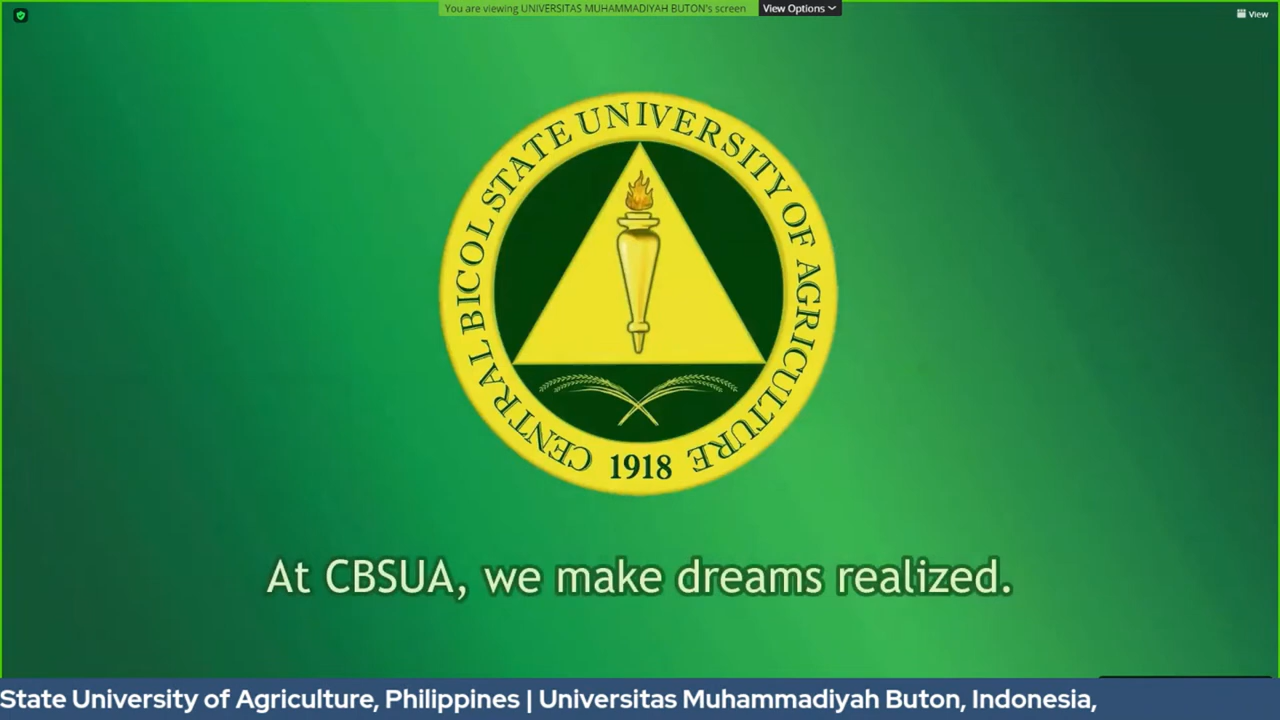 You are viewing UNIVERSITAS MUHAMMADIYAH BUTON's screen
View Options
View
CENTRAL BICOL STATE UNIVERSITY OF AGRICULTURE
1918
At CBSUA, we make dreams realized.
State University of Agriculture, Philippines | Universitas Muhammadiyah Buton, Indonesia,